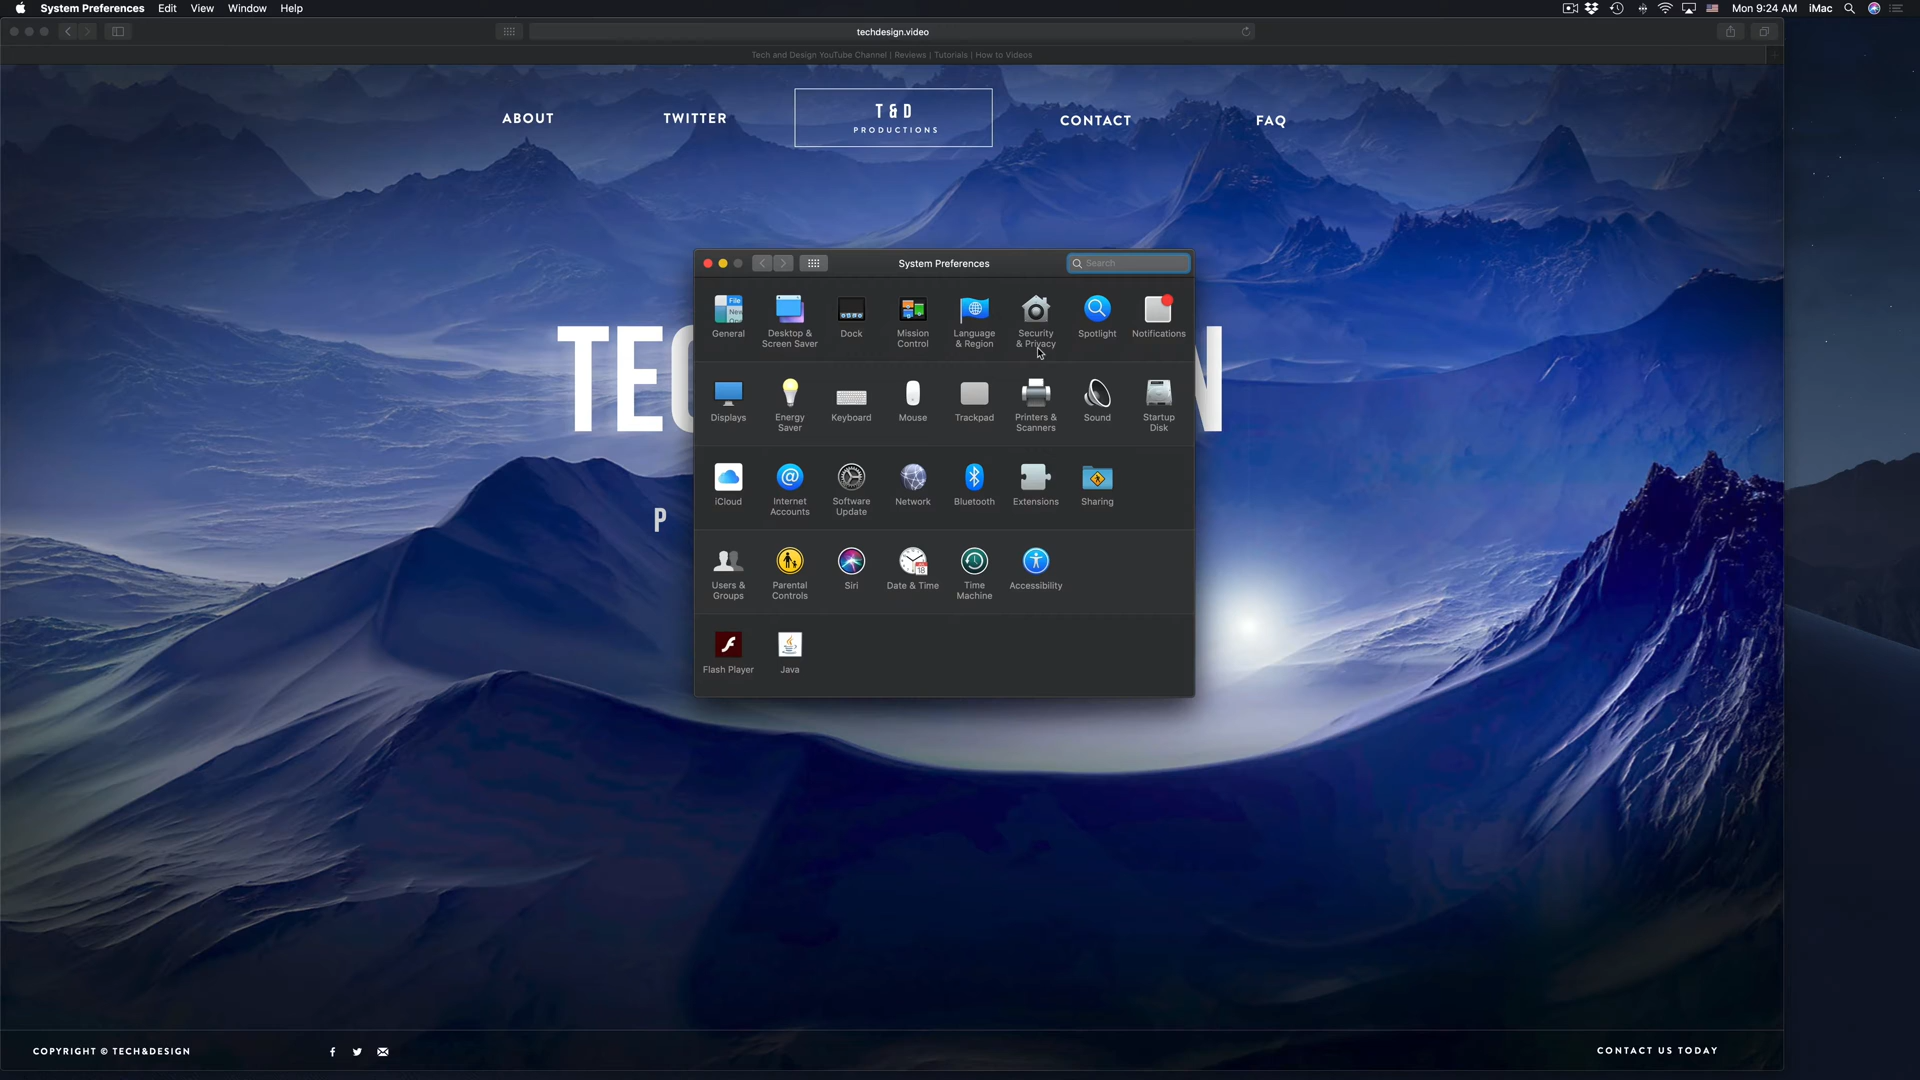 System Preferences Edit View Window Help
Mon 9:24 AM iMac
techdesign.video
Tech and Design YouTube Channel | Reviews | Tutorials | How to Videos
ABOUT
TWITTER
T & D
PRODUCTIONS
CONTACT
FAQ
System Preferences
Search
General
Desktop &
Screen Saver
Dock
Mission
Control
Language
& Region
Security
& Privacy
Spotlight
Notifications
Displays
Energy
Saver
Keyboard
Mouse
Trackpad
Printers &
Scanners
Sound
Startup
Disk
iCloud
Internet
Accounts
Software
Update
Network
Bluetooth
Extensions
Sharing
Users &
Groups
Parental
Controls
Siri
Date & Time
Time
Machine
Accessibility
Flash Player
Java
TE
N
P
COPYRIGHT © TECH&DESIGN
CONTACT US TODAY